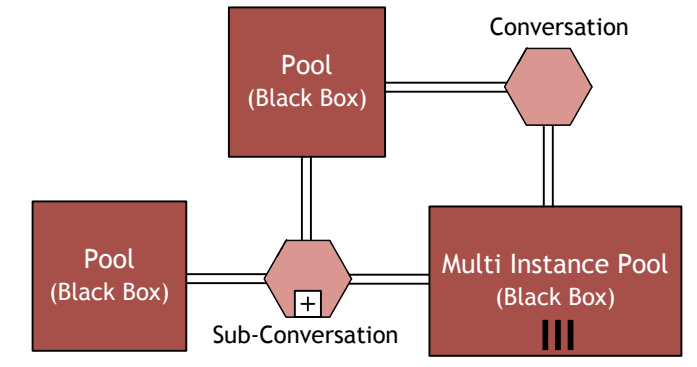 Conversation
Pool
(Black Box)
Pool
(Black Box)
Multi Instance Pool
(Black Box)
+
Sub-Conversation